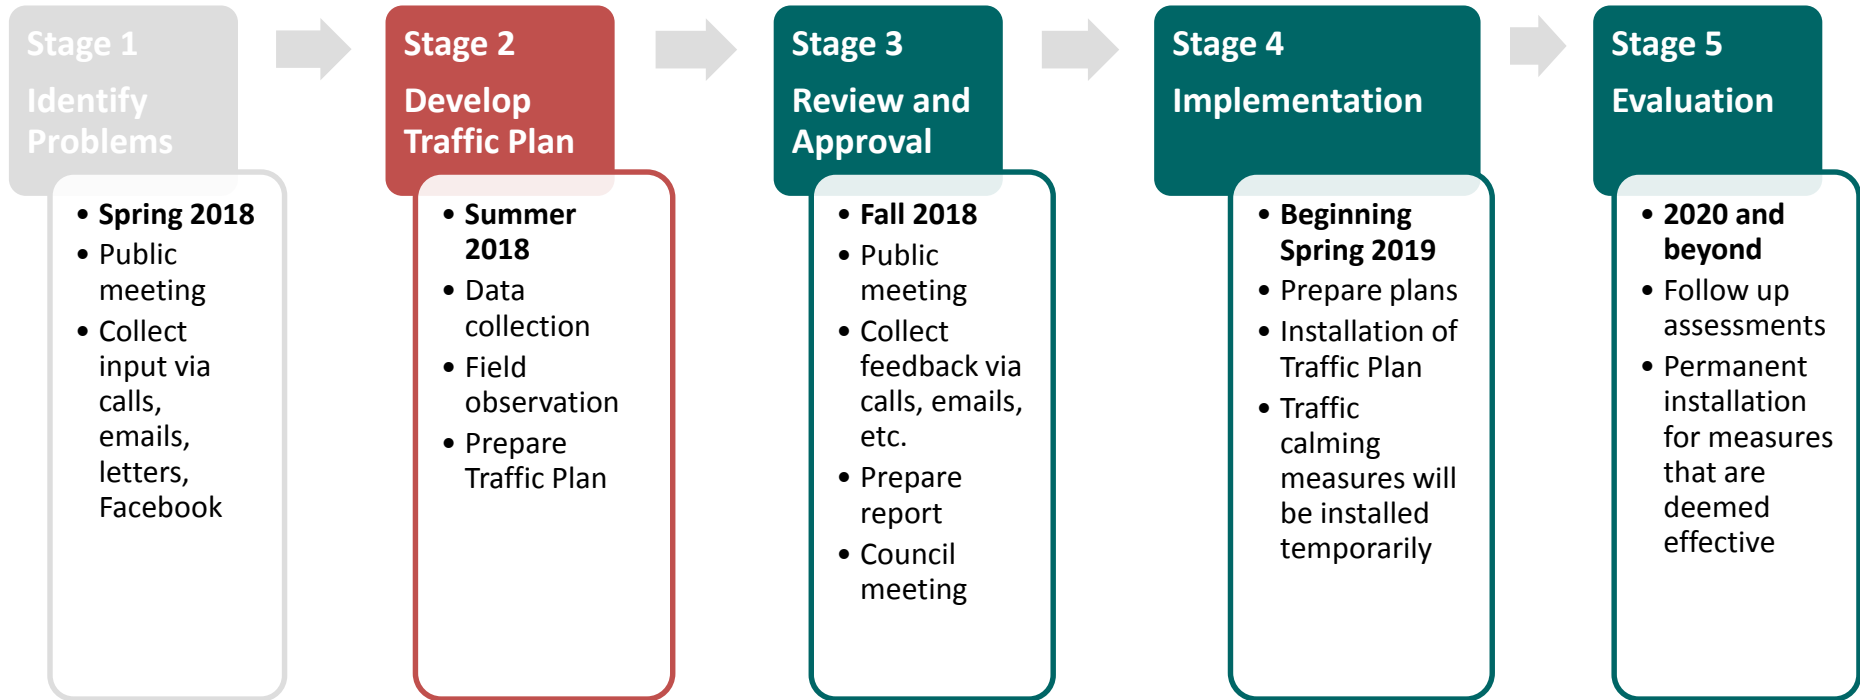 Stage 1
Identify
Problems
• Spring 2018
• Public
meeting
• Collect
input via
calls,
emails,
letters,
Facebook
Stage 2
Develop
Traffic Plan
• Summer
2018
• Data
collection
• Field
observation
• Prepare
Traffic Plan
Stage 3
Review and
Approval
• Fall 2018
• Public
meeting
• Collect
feedback via
calls, emails,
etc.
• Prepare
report
• Council
meeting
Stage 4
Implementation
• Beginning
Spring 2019
• Prepare plans
• Installation of
Traffic Plan
• Traffic
calming
measures will
be installed
temporarily
Stage 5
Evaluation
• 2020 and
beyond
• Follow up
assessments
• Permanent
installation
for measures
that are
deemed
effective